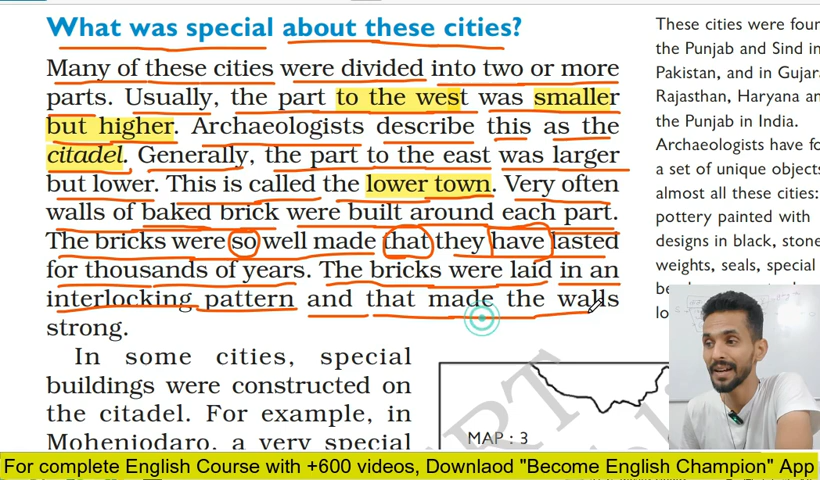 What was special about these cities?
Many of these cities were divided into two or more
parts. Usually, the part to the west was smaller
but higher. Archaeologists describe this as the
citadel. Generally, the part to the east was larger
but lower. This is called the lower town. Very often
walls of baked brick were built around each part.
The bricks were so well made that they have lasted
for thousands of years. The bricks were laid in an
interlocking pattern and that made the walls
strong.
In some cities, special
buildings were constructed on
the citadel. For example, in
Mohenjodaro, a very special
These cities were four
the Punjab and Sind in
Pakistan, and in Gujar
Rajasthan, Haryana an
the Punjab in India.
Archaeologists have fo
a set of unique objects
almost all these cities:
pottery painted with
designs in black, stone
weights, seals, special
MAP : 3
For complete English Course with +600 videos, Downlaod "Become English Champion" App